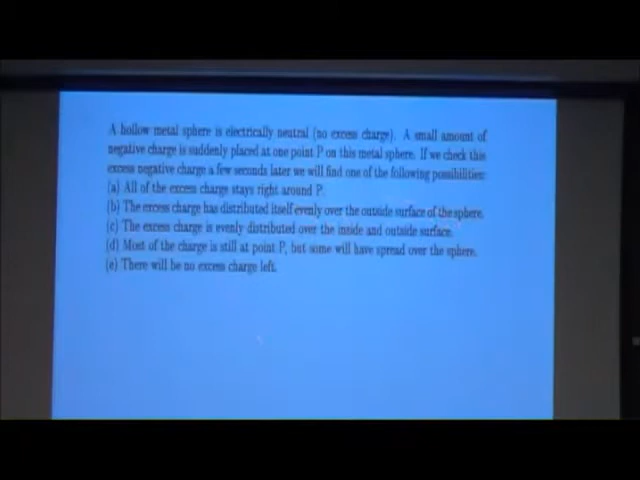 A hollow metal sphere is electrically neutral (no excess charge). A small amount of
negative charge is suddenly placed at one point P on this metal sphere. If we check this
excess negative charge a few seconds later we will find one of the following possibilities:
(a) All of the excess charge stays right around P.
(b) The excess charge has distributed itself evenly over the outside surface of the sphere.
(c) The excess charge is evenly distributed over the inside and outside surface.
(d) Most of the charge is still at point P, but some will have spread over the sphere.
(e) There will be no excess charge left.